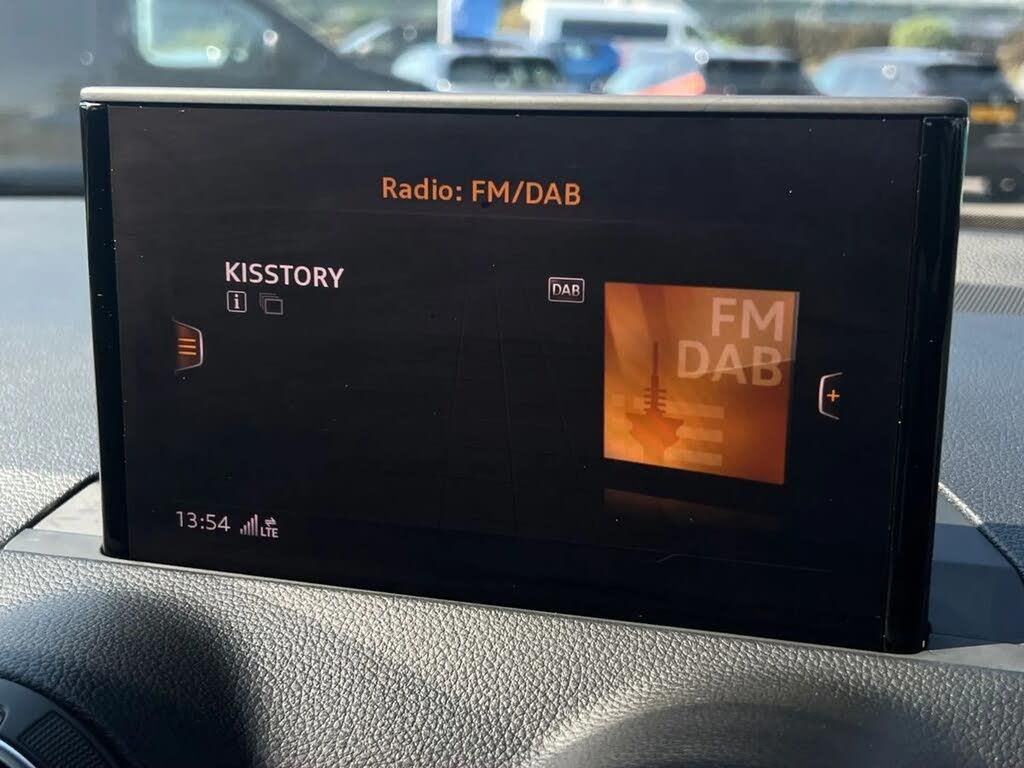 Radio: FM/DAB
KISSTORY
DAB
i
FM
DAB
+
13:54 LTE